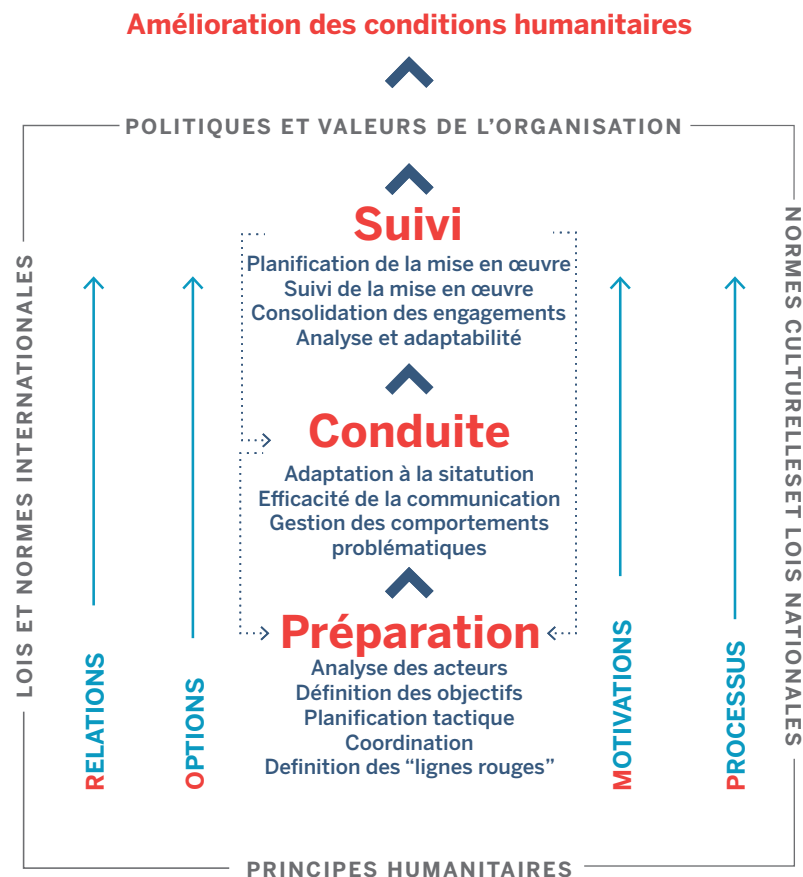 Amélioration des conditions humanitaires
POLITIQUES ET VALEURS DE L'ORGANISATION
LOIS ET NORMES INTERNATIONALES
NORMES CULTURELLESET LOIS NATIONALES
Suivi
Planification de la mise en œuvre
Suivi de la mise en œuvre
Consolidation des engagements
Analyse et adaptabilité
Conduite
Adaptation à la sitatution
Efficacité de la communication
Gestion des comportements
problématiques
Préparation
Analyse des acteurs
Définition des objectifs
Planification tactique
Coordination
Definition des “lignes rouges”
RELATIONS
OPTIONS
MOTIVATIONS
PROCESSUS
PRINCIPES HUMANITAIRES